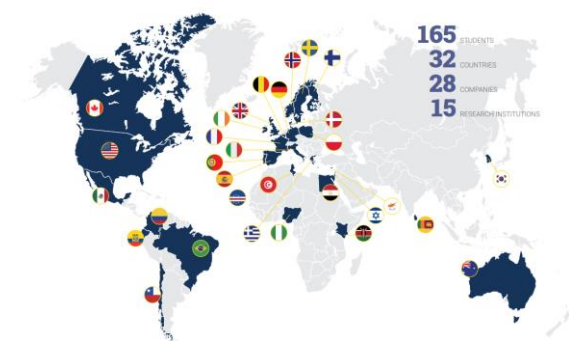 165 STUDENTS
32 COUNTRIES
28 COMPANIES
15 RESEARCH INSTITUTIONS